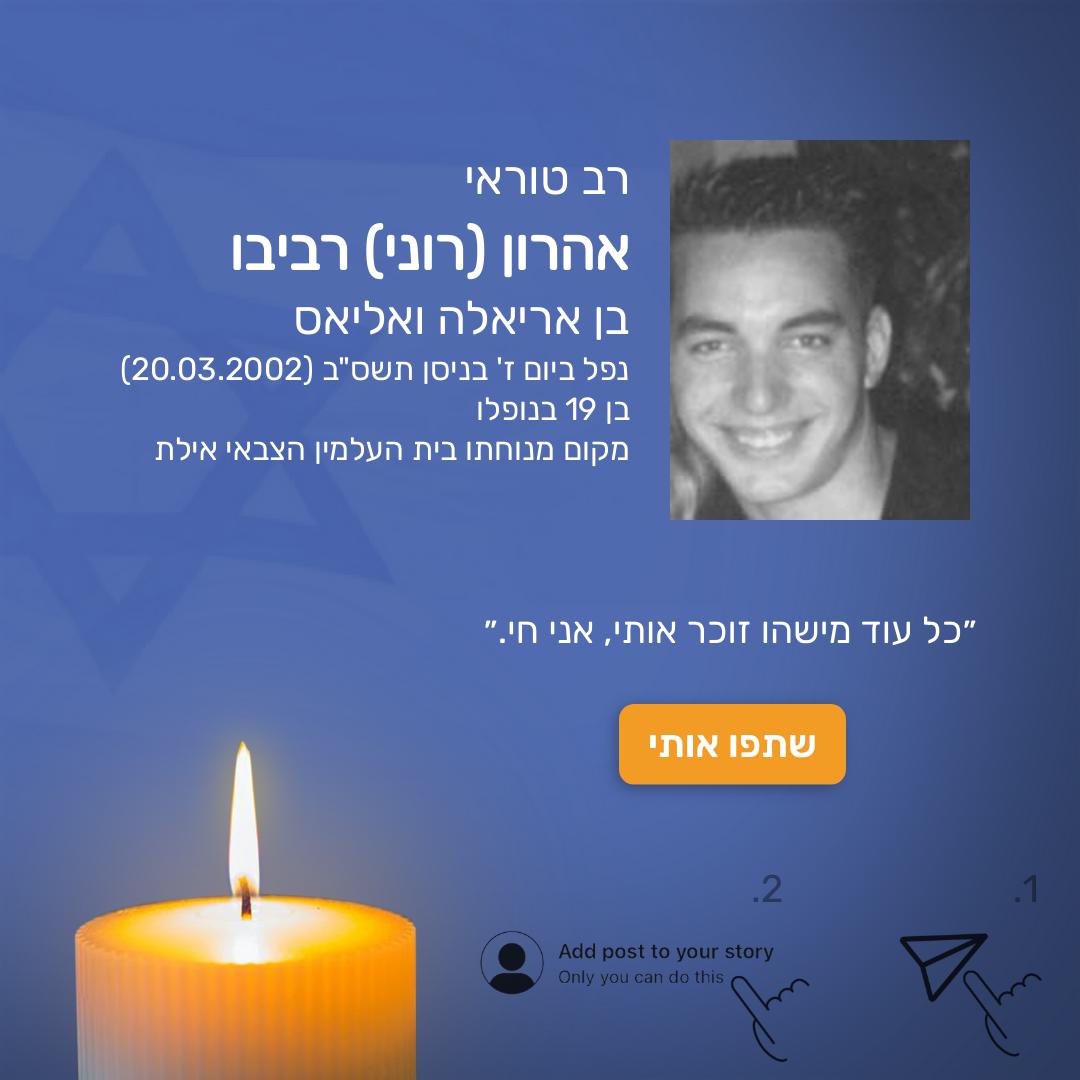 רב טוראי
אהרון (רוני) רביבו
בן אריאלה ואליאס
נפל ביום ז' בניסן תשס"ב (20.03.2002)
בן 19 בנופלו
מקום מנוחתו בית העלמין הצבאי אילת
״כל עוד מישהו זוכר אותי, אני חי.״
שתפו אותי
1.
2.
Add post to your story
Only you can do this